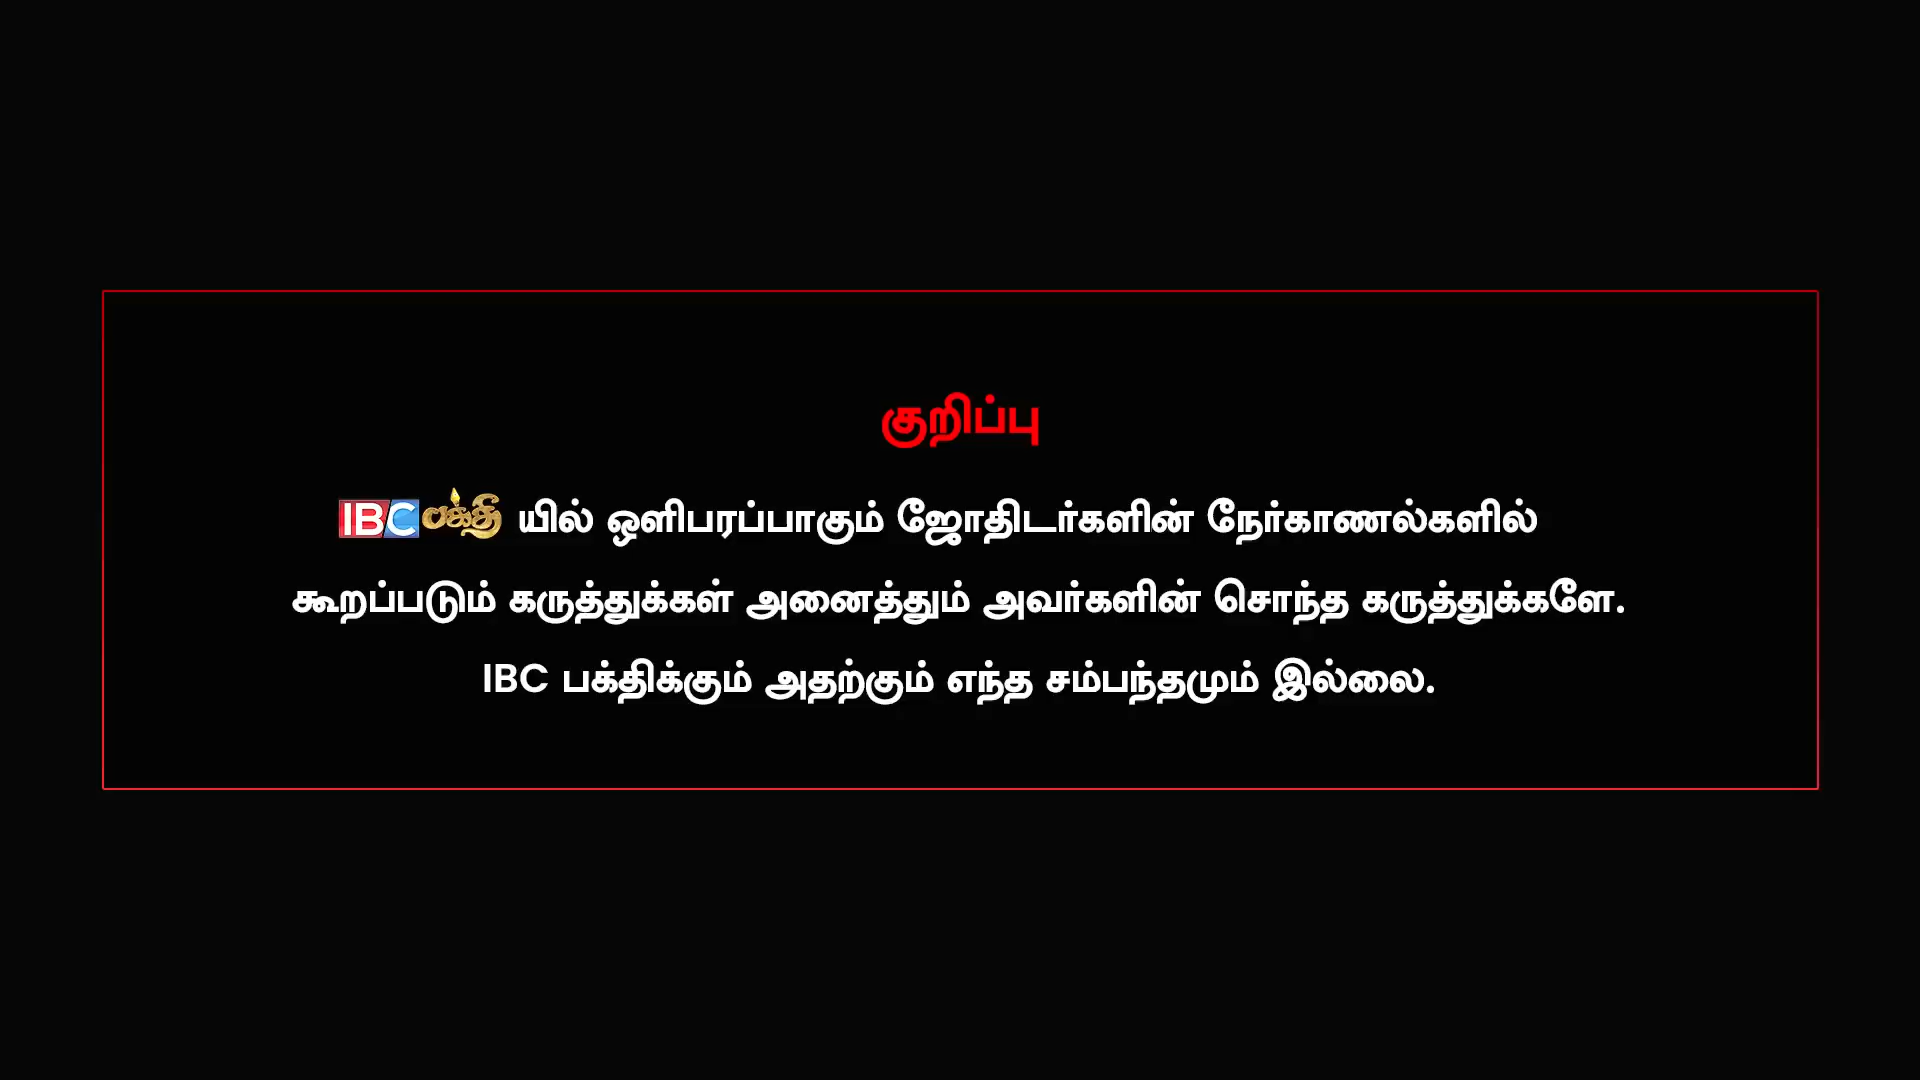 குறிப்பு
IBC பக்தி யில் ஒளிபரப்பாகும் ஜோதிடர்களின் நேர்காணல்களில்
கூறப்படும் கருத்துக்கள் அனைத்தும் அவர்களின் சொந்த கருத்துக்களே.
IBC பக்திக்கும் அதற்கும் எந்த சம்பந்தமும் இல்லை.